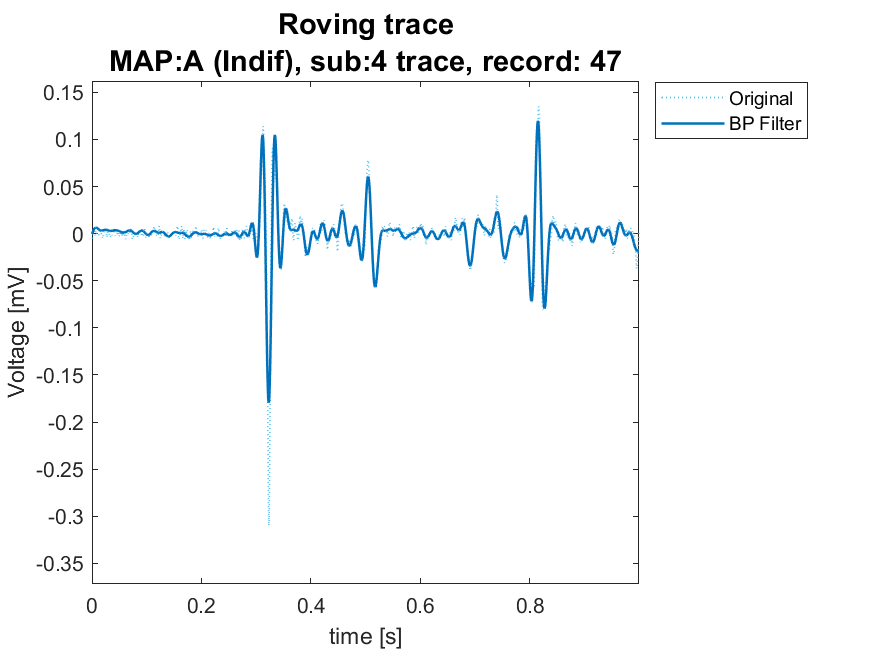 Roving trace
MAP:A (Indif), sub:4 trace, record: 47
Original
BP Filter
0.15
0.1
0.05
0
-0.05
-0.1
-0.15
-0.2
-0.25
-0.3
-0.35
Voltage [mV]
0 0.2 0.4 0.6 0.8
time [s]